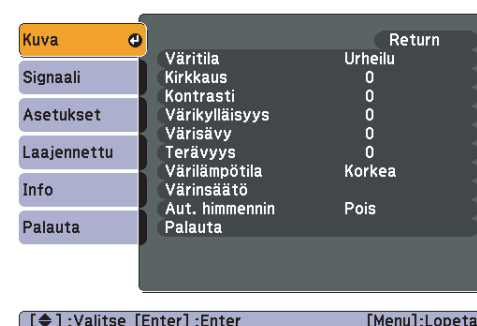 Kuva
Signaali
Asetukset
Laajennettu
Info
Palauta
Return
Väritila Urheilu
Kirkkaus 0
Kontrasti 0
Värikylläisyys 0
Värisävy 0
Terävyys 0
Värilämpötila Korkea
Värinsäätö
Aut. himmennin Pois
Palauta
[ ] :Valitse [Enter] :Enter [Menu]:Lopeta